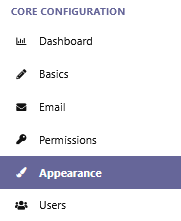 CORE CONFIGURATION
Dashboard
Basics
Email
Permissions
Appearance
Users